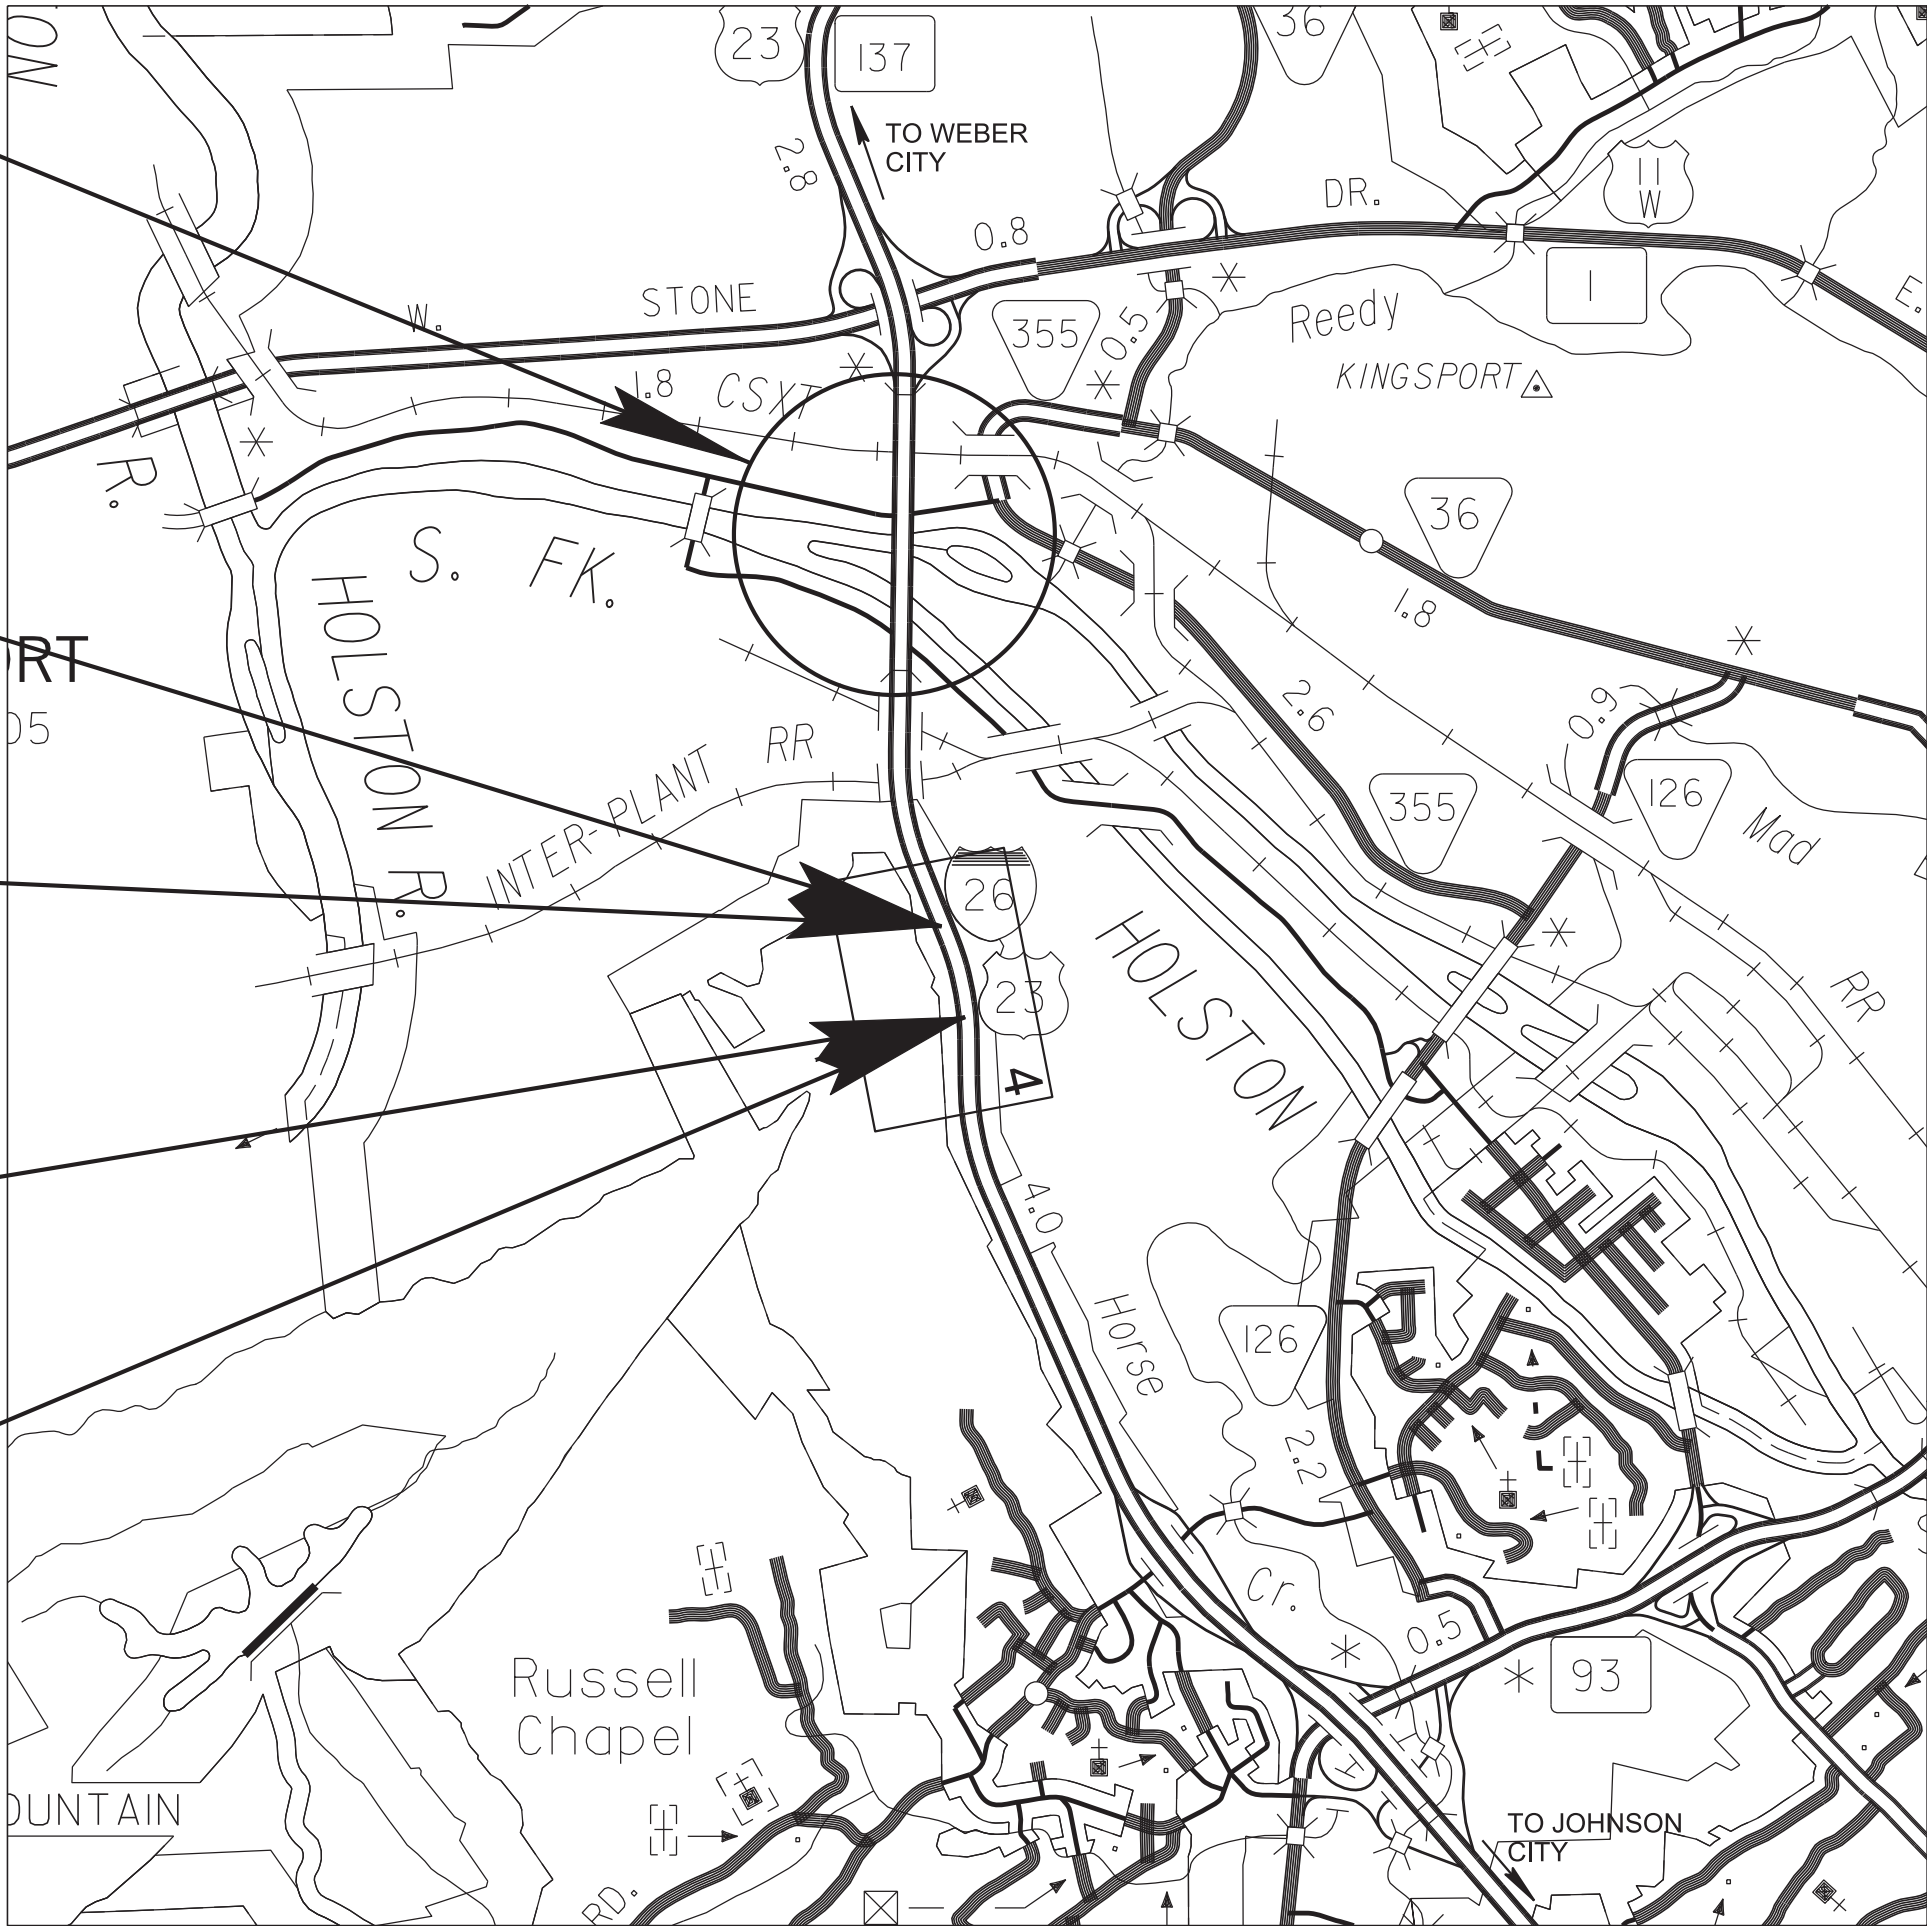 23
137
36
TO WEBER
CITY
2.8
DR.
11
W
0.8
STONE
W.
355
0.5
Reedy
1
E.
1.8
CSXT
KINGSPORT
R.
S. FK.
36
1.8
HOLSTON R.
RT
05
2.6
0.9
INTER-PLANT RR
355
126
Mad
26
23
HOLSTON
RR
4
4.0
Horse
126
2.2
Cr.
0.5
93
Russell
Chapel
OUNTAIN
TO JOHNSON
CITY
RD.